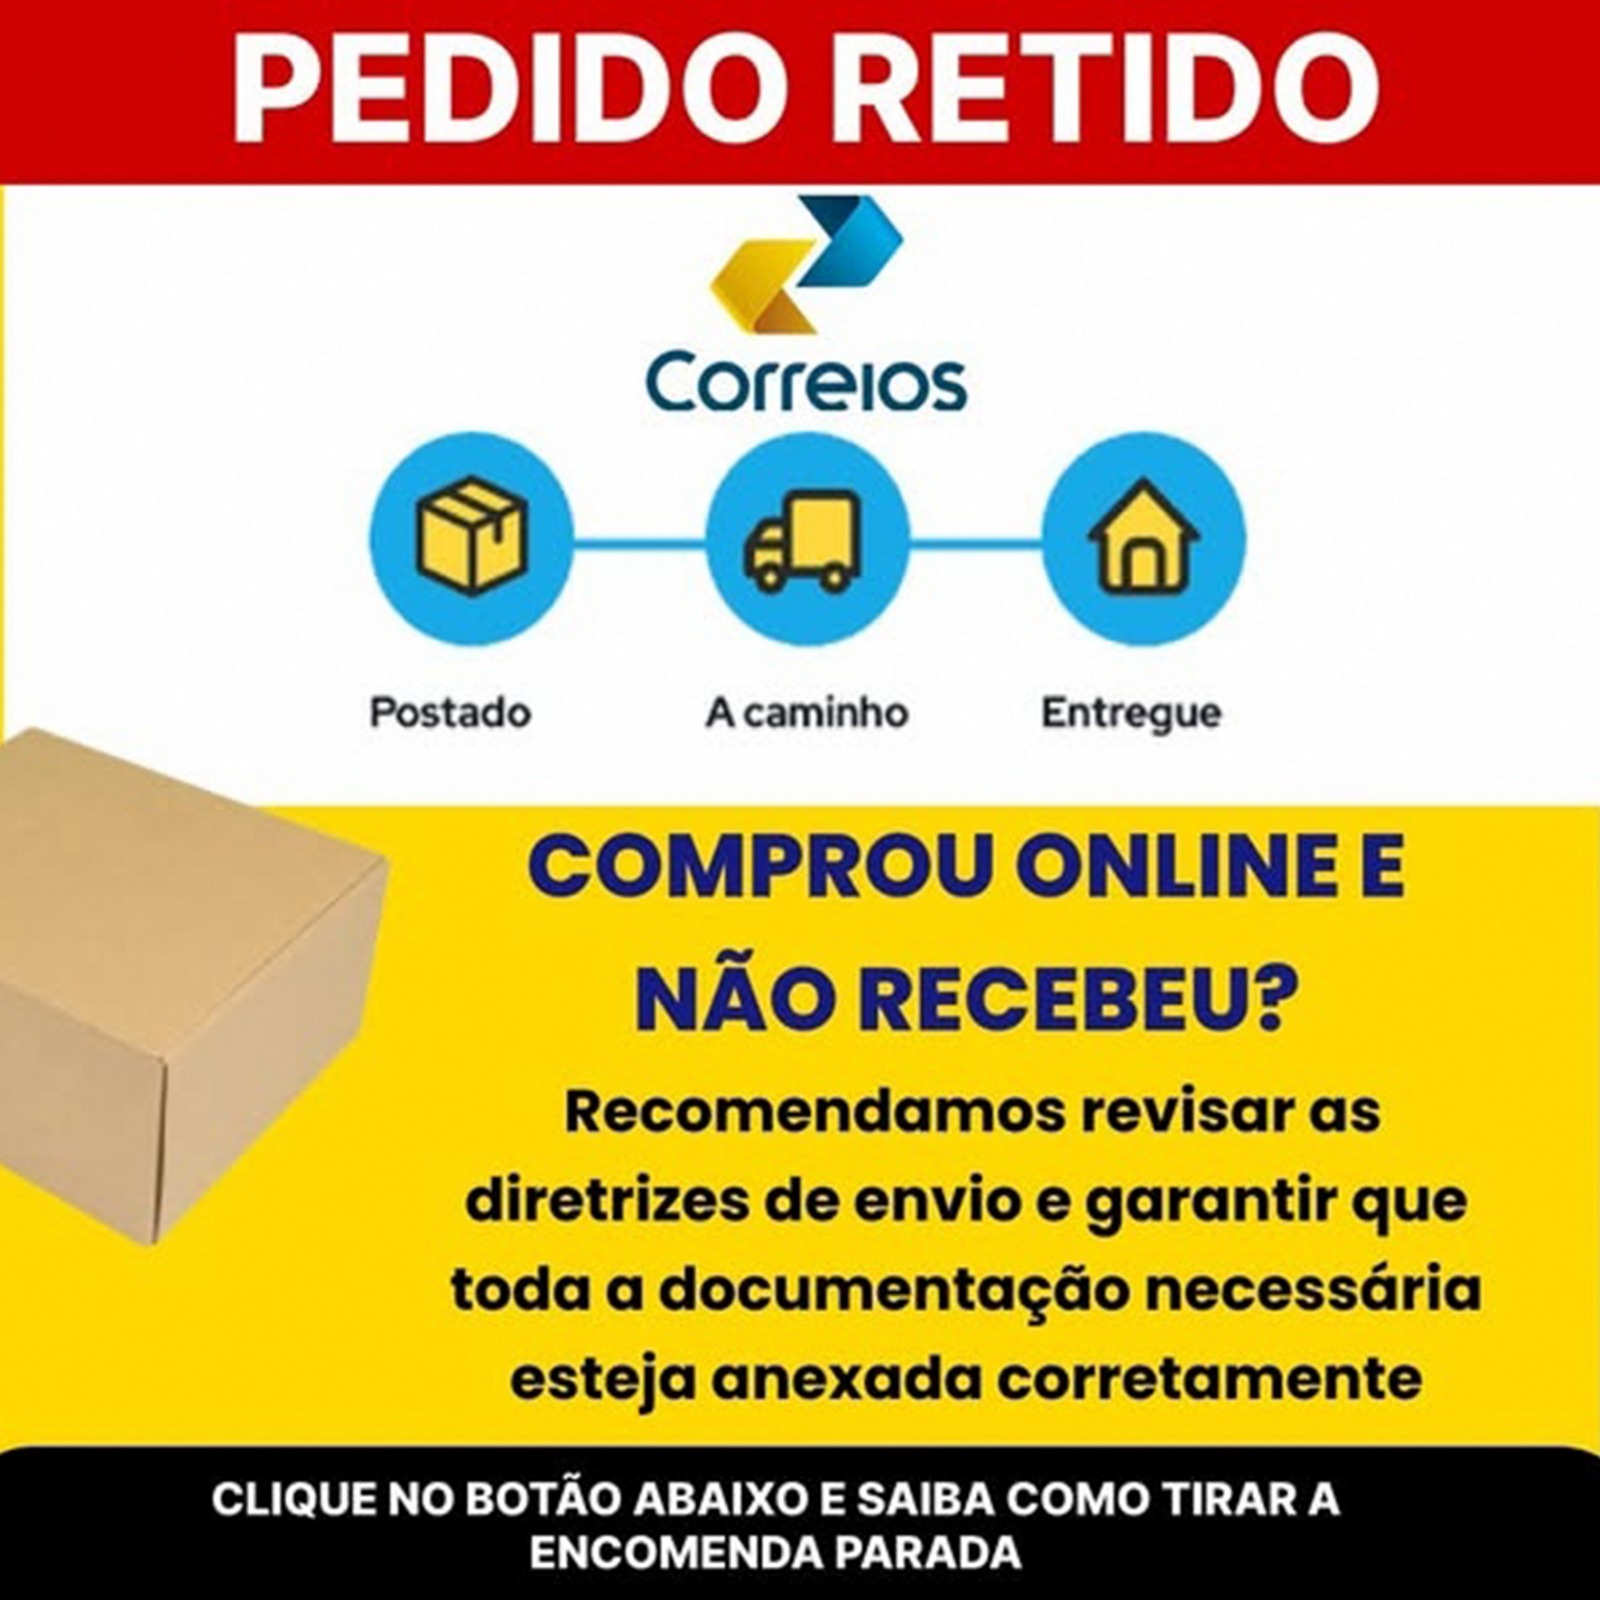 PEDIDO RETIDO
Correios
Postado
A caminho
Entregue
COMPROU ONLINE E
NÃO RECEBEU?
Recomendamos revisar as
diretrizes de envio e garantir que
toda a documentação necessária
esteja anexada corretamente
CLIQUE NO BOTÃO ABAIXO E SAIBA COMO TIRAR A
ENCOMENDA PARADA